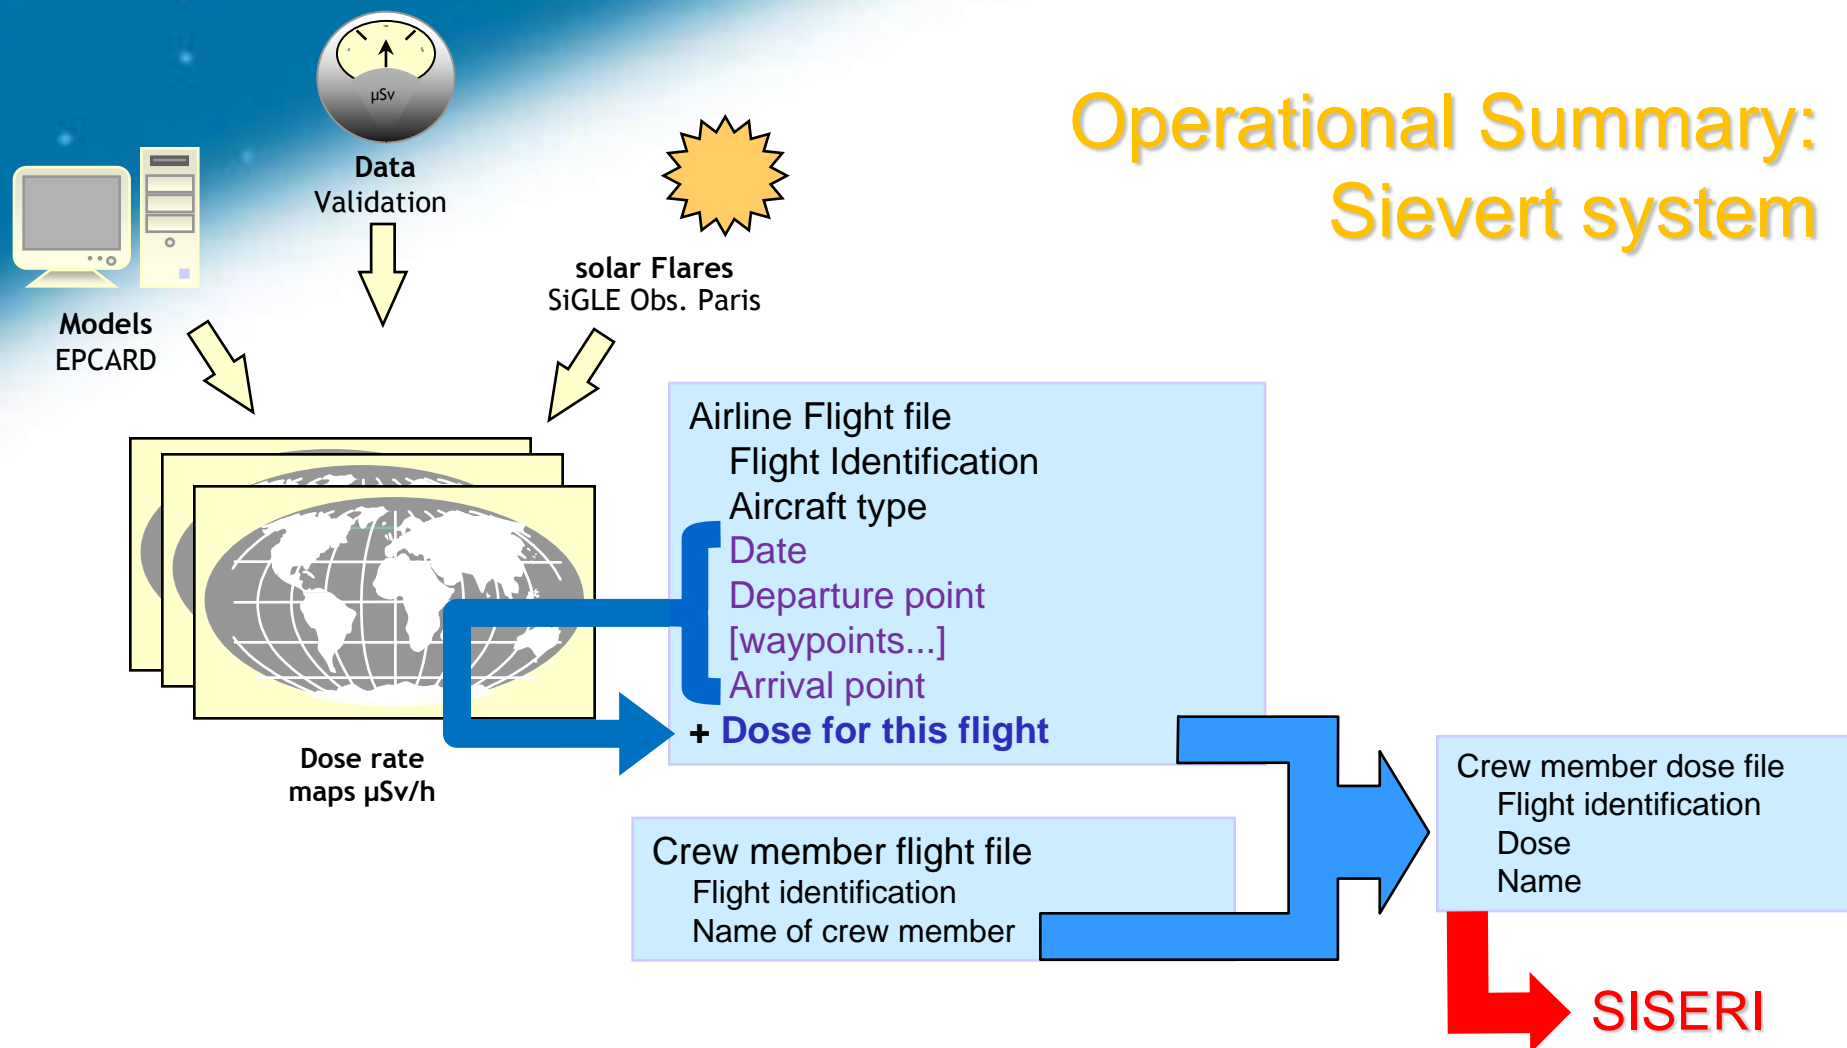 Operational Summary:
Sievert system
µSv
Data
Validation
solar Flares
SiGLE Obs. Paris
Models
EPCARD
Dose rate
maps µSv/h
Airline Flight file
Flight Identification
Aircraft type
Date
Departure point
[waypoints...]
Arrival point
+ Dose for this flight
Crew member flight file
Flight identification
Name of crew member
Crew member dose file
Flight identification
Dose
Name
SISERI